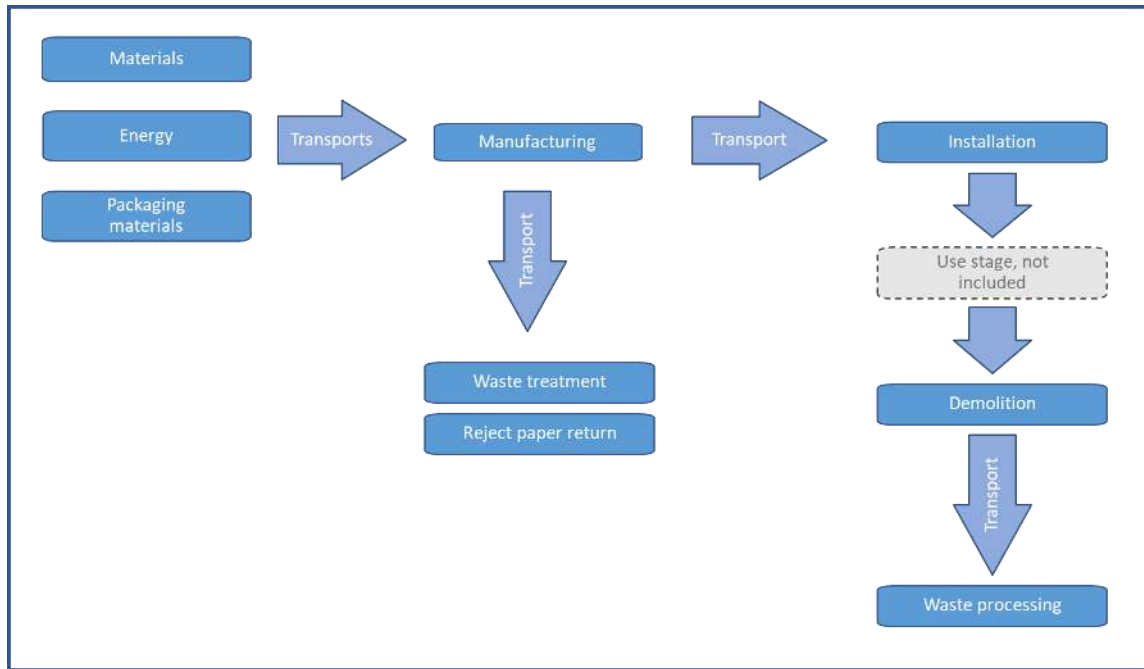 Materials
Energy
Packaging
materials
Transports
Manufacturing
Transport
Installation
Transport
Use stage, not
included
Waste treatment
Reject paper return
Demolition
Transport
Waste processing